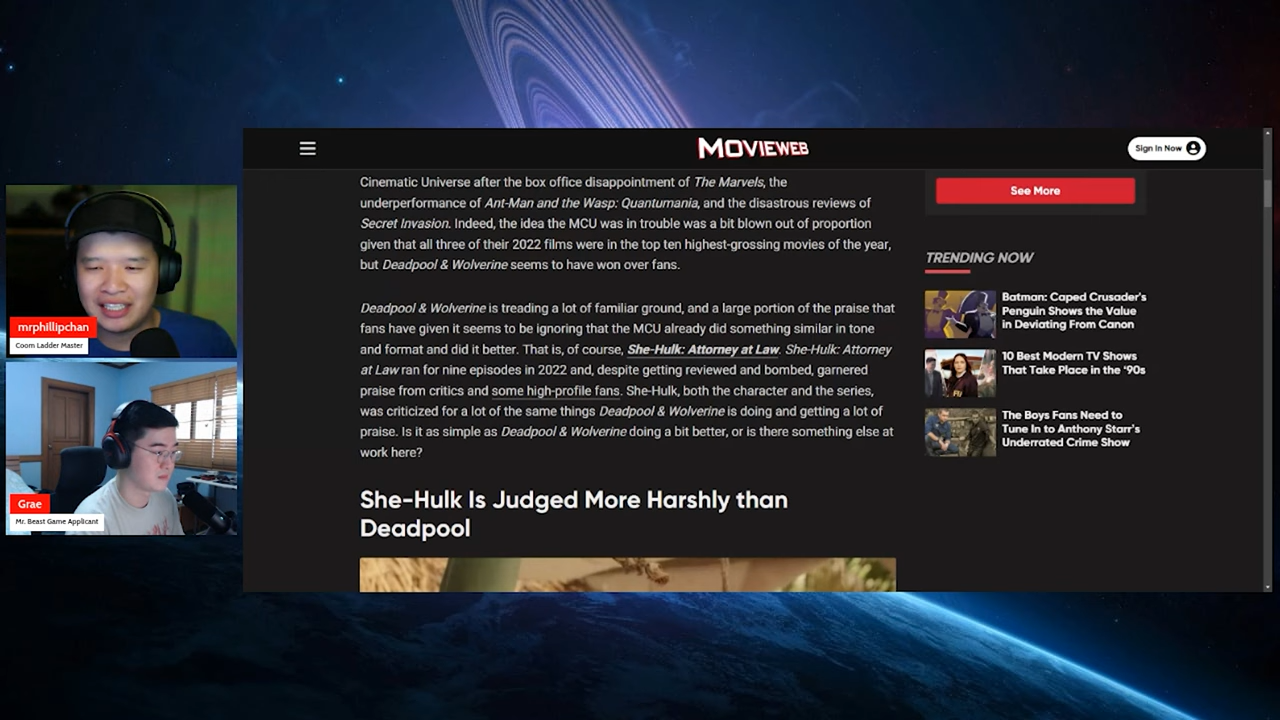 MOVIEWEB
Sign In Now
Cinematic Universe after the box office disappointment of The Marvels, the
underperformance of Ant-Man and the Wasp: Quantumania, and the disastrous reviews of
Secret Invasion. Indeed, the idea the MCU was in trouble was a bit blown out of proportion
given that all three of their 2022 films were in the top ten highest-grossing movies of the year,
but Deadpool & Wolverine seems to have won over fans.
Deadpool & Wolverine is treading a lot of familiar ground, and a large portion of the praise that
fans have given it seems to be ignoring that the MCU already did something similar in tone
and format and did it better. That is, of course, She-Hulk: Attorney at Law. She-Hulk: Attorney
at Law ran for nine episodes in 2022 and, despite getting reviewed and bombed, garnered
praise from critics and some high-profile fans. She-Hulk, both the character and the series,
was criticized for a lot of the same things Deadpool & Wolverine is doing and getting a lot of
praise. Is it as simple as Deadpool & Wolverine doing a bit better, or is there something else at
work here?
She-Hulk Is Judged More Harshly than
Deadpool
See More
TRENDING NOW
Batman: Caped Crusader's
Penguin Shows the Value
in Deviating From Canon
10 Best Modern TV Shows
That Take Place in the '90s
The Boys Fans Need to
Tune In to Anthony Starr's
Underrated Crime Show
mrphillipchan
Coom Ladder Master
Grae
Mr. Beast Game Applicant